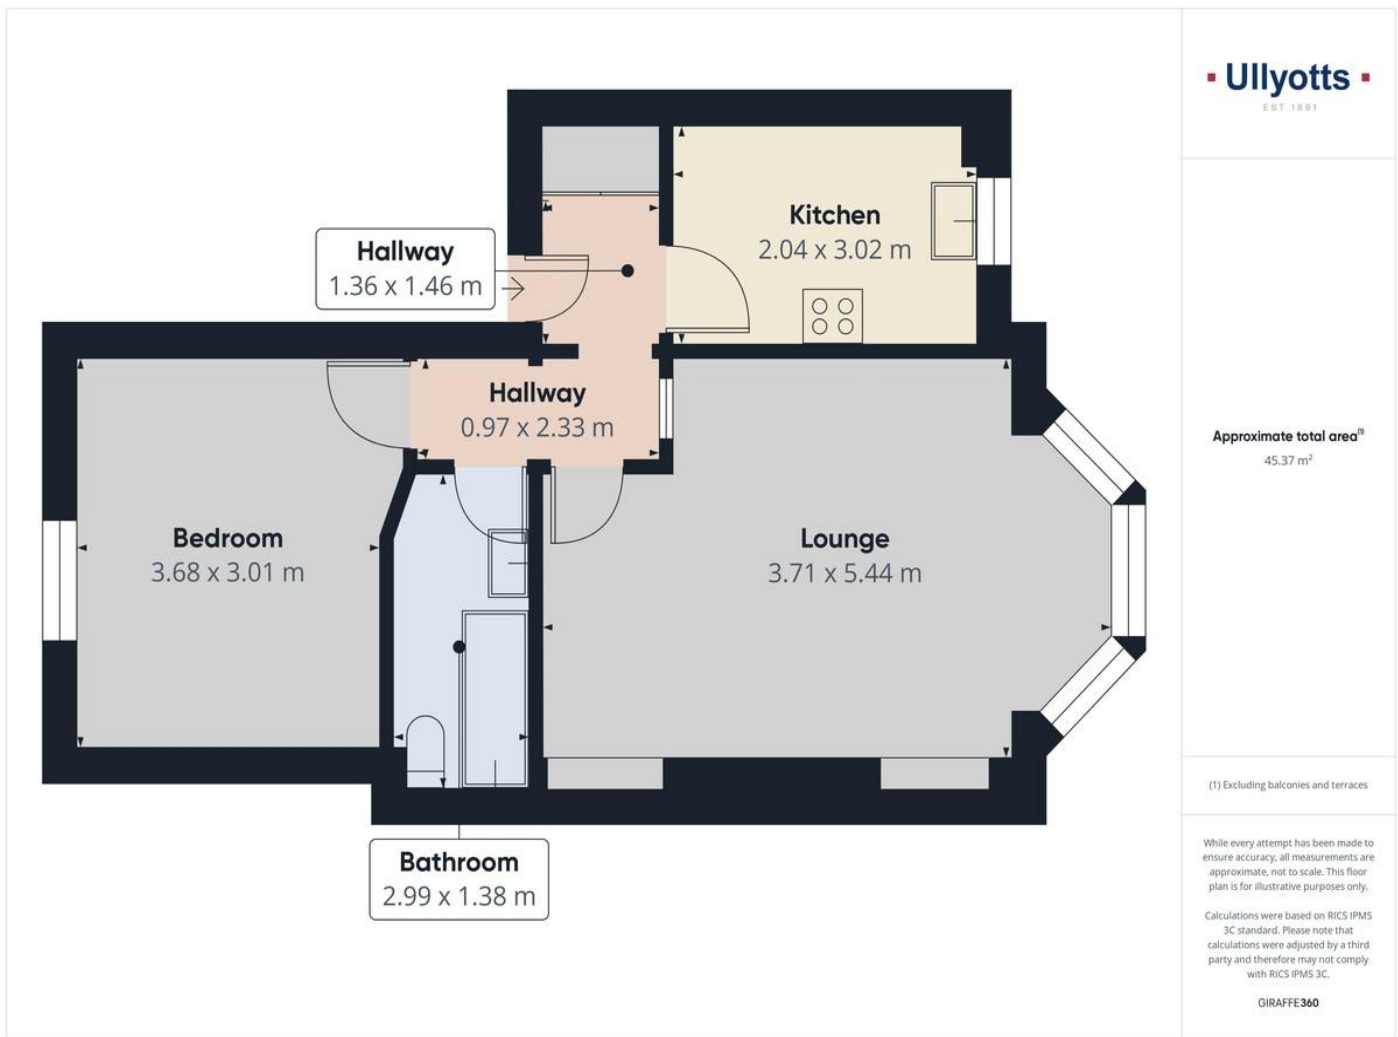 Ullyotts
EST 1891
Kitchen
2.04 x 3.02 m
Hallway
1.36 x 1.46 m
Hallway
0.97 x 2.33 m
Bedroom
3.68 x 3.01 m
Lounge
3.71 x 5.44 m
Bathroom
2.99 x 1.38 m
Approximate total area⁽¹⁾
45.37 m²
(1) Excluding balconies and terraces
While every attempt has been made to
ensure accuracy, all measurements are
approximate, not to scale. This floor
plan is for illustrative purposes only.
Calculations were based on RICS IPMS
3C standard. Please note that
calculations were adjusted by a third
party and therefore may not comply
with RICS IPMS 3C.
GIRAFFE360